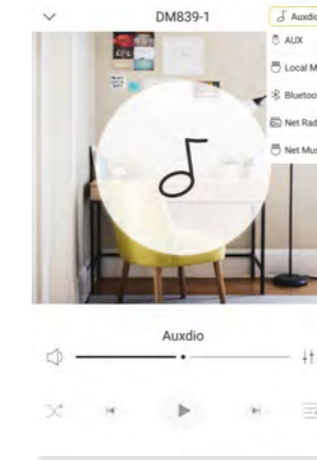 DM839-1
Auxdio
AUX
Local M
Bluetoo
Net Rad
Net Mus
Auxdio